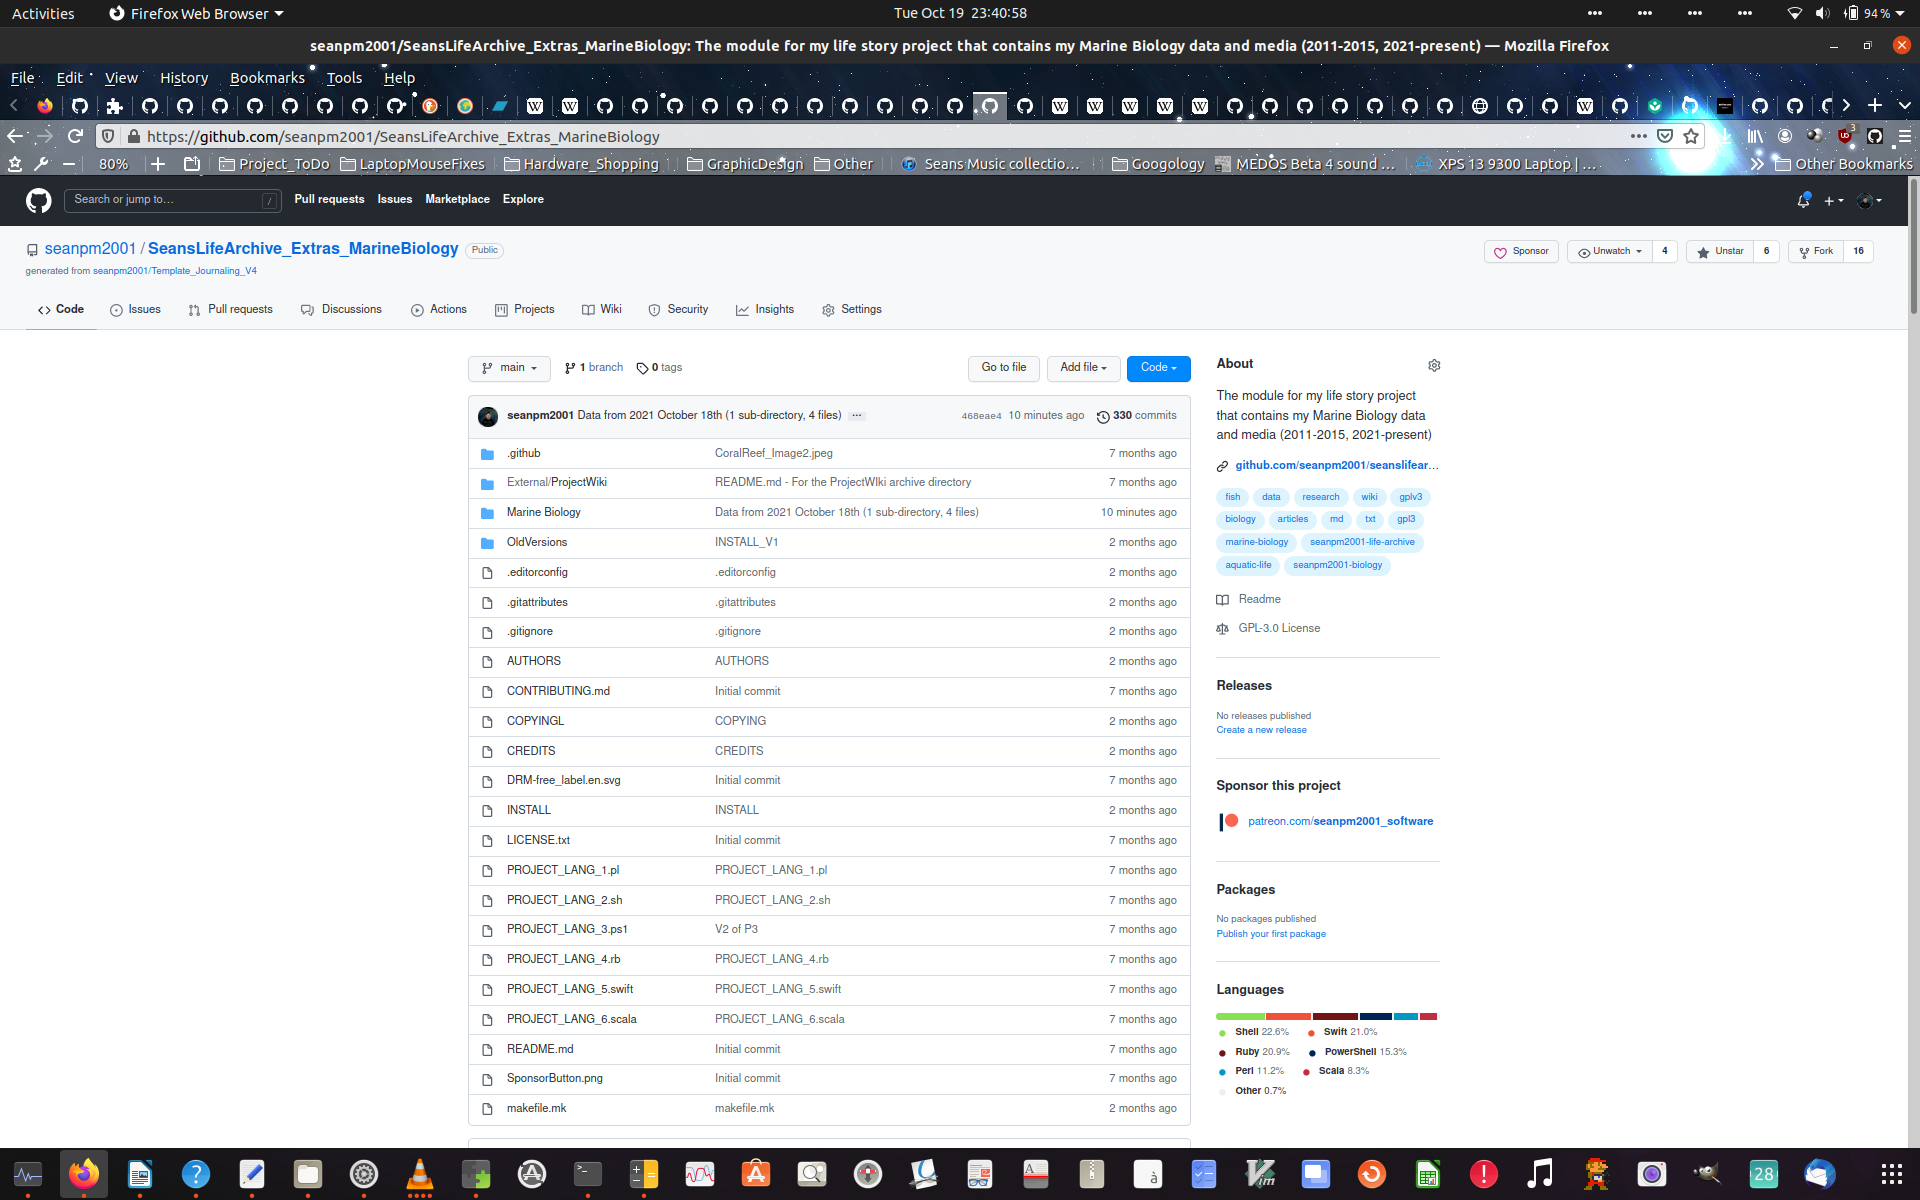 Activities Firefox Web Browser Tue Oct 19 23:40:58 94%
seanpm2001/SeansLifeArchive_Extras_MarineBiology: The module for my life story project that contains my Marine Biology data and media (2011-2015, 2021-present) — Mozilla Firefox
File Edit View History Bookmarks Tools Help
https://github.com/seanpm2001/SeansLifeArchive_Extras_MarineBiology 3
80% Project_ToDo LaptopMouseFixes Hardware_Shopping GraphicDesign Other Seans Music collectio… Googology MEDOS Beta 4 sound … XPS 13 9300 Laptop | … Other Bookmarks
Search or jump to… / Pull requests Issues Marketplace Explore
seanpm2001 / SeansLifeArchive_Extras_MarineBiology Public Sponsor Unwatch 4 Unstar 6 Fork 16
generated from seanpm2001/Template_Journaling_V4
Code Issues Pull requests Discussions Actions Projects Wiki Security Insights Settings
main 1 branch 0 tags Go to file Add file Code
seanpm2001 Data from 2021 October 18th (1 sub-directory, 4 files) … 468eae4 10 minutes ago 330 commits
.github CoralReef_Image2.jpeg 7 months ago
External/ProjectWiki README.md - For the ProjectWIki archive directory 7 months ago
Marine Biology Data from 2021 October 18th (1 sub-directory, 4 files) 10 minutes ago
OldVersions INSTALL_V1 2 months ago
.editorconfig .editorconfig 2 months ago
.gitattributes .gitattributes 2 months ago
.gitignore .gitignore 2 months ago
AUTHORS AUTHORS 2 months ago
CONTRIBUTING.md Initial commit 7 months ago
COPYINGL COPYING 2 months ago
CREDITS CREDITS 2 months ago
DRM-free_label.en.svg Initial commit 7 months ago
INSTALL INSTALL 2 months ago
LICENSE.txt Initial commit 7 months ago
PROJECT_LANG_1.pl PROJECT_LANG_1.pl 7 months ago
PROJECT_LANG_2.sh PROJECT_LANG_2.sh 7 months ago
PROJECT_LANG_3.ps1 V2 of P3 7 months ago
PROJECT_LANG_4.rb PROJECT_LANG_4.rb 7 months ago
PROJECT_LANG_5.swift PROJECT_LANG_5.swift 7 months ago
PROJECT_LANG_6.scala PROJECT_LANG_6.scala 7 months ago
README.md Initial commit 7 months ago
SponsorButton.png Initial commit 7 months ago
makefile.mk makefile.mk 2 months ago
About
The module for my life story project
that contains my Marine Biology data
and media (2011-2015, 2021-present)
github.com/seanpm2001/seanslifear…
fish data research wiki gplv3
biology articles md txt gpl3
marine-biology seanpm2001-life-archive
aquatic-life seanpm2001-biology
Readme
GPL-3.0 License
Releases
No releases published
Create a new release
Sponsor this project
patreon.com/seanpm2001_software
Packages
No packages published
Publish your first package
Languages
Shell 22.6% Swift 21.0%
Ruby 20.9% PowerShell 15.3%
Perl 11.2% Scala 8.3%
Other 0.7%
28